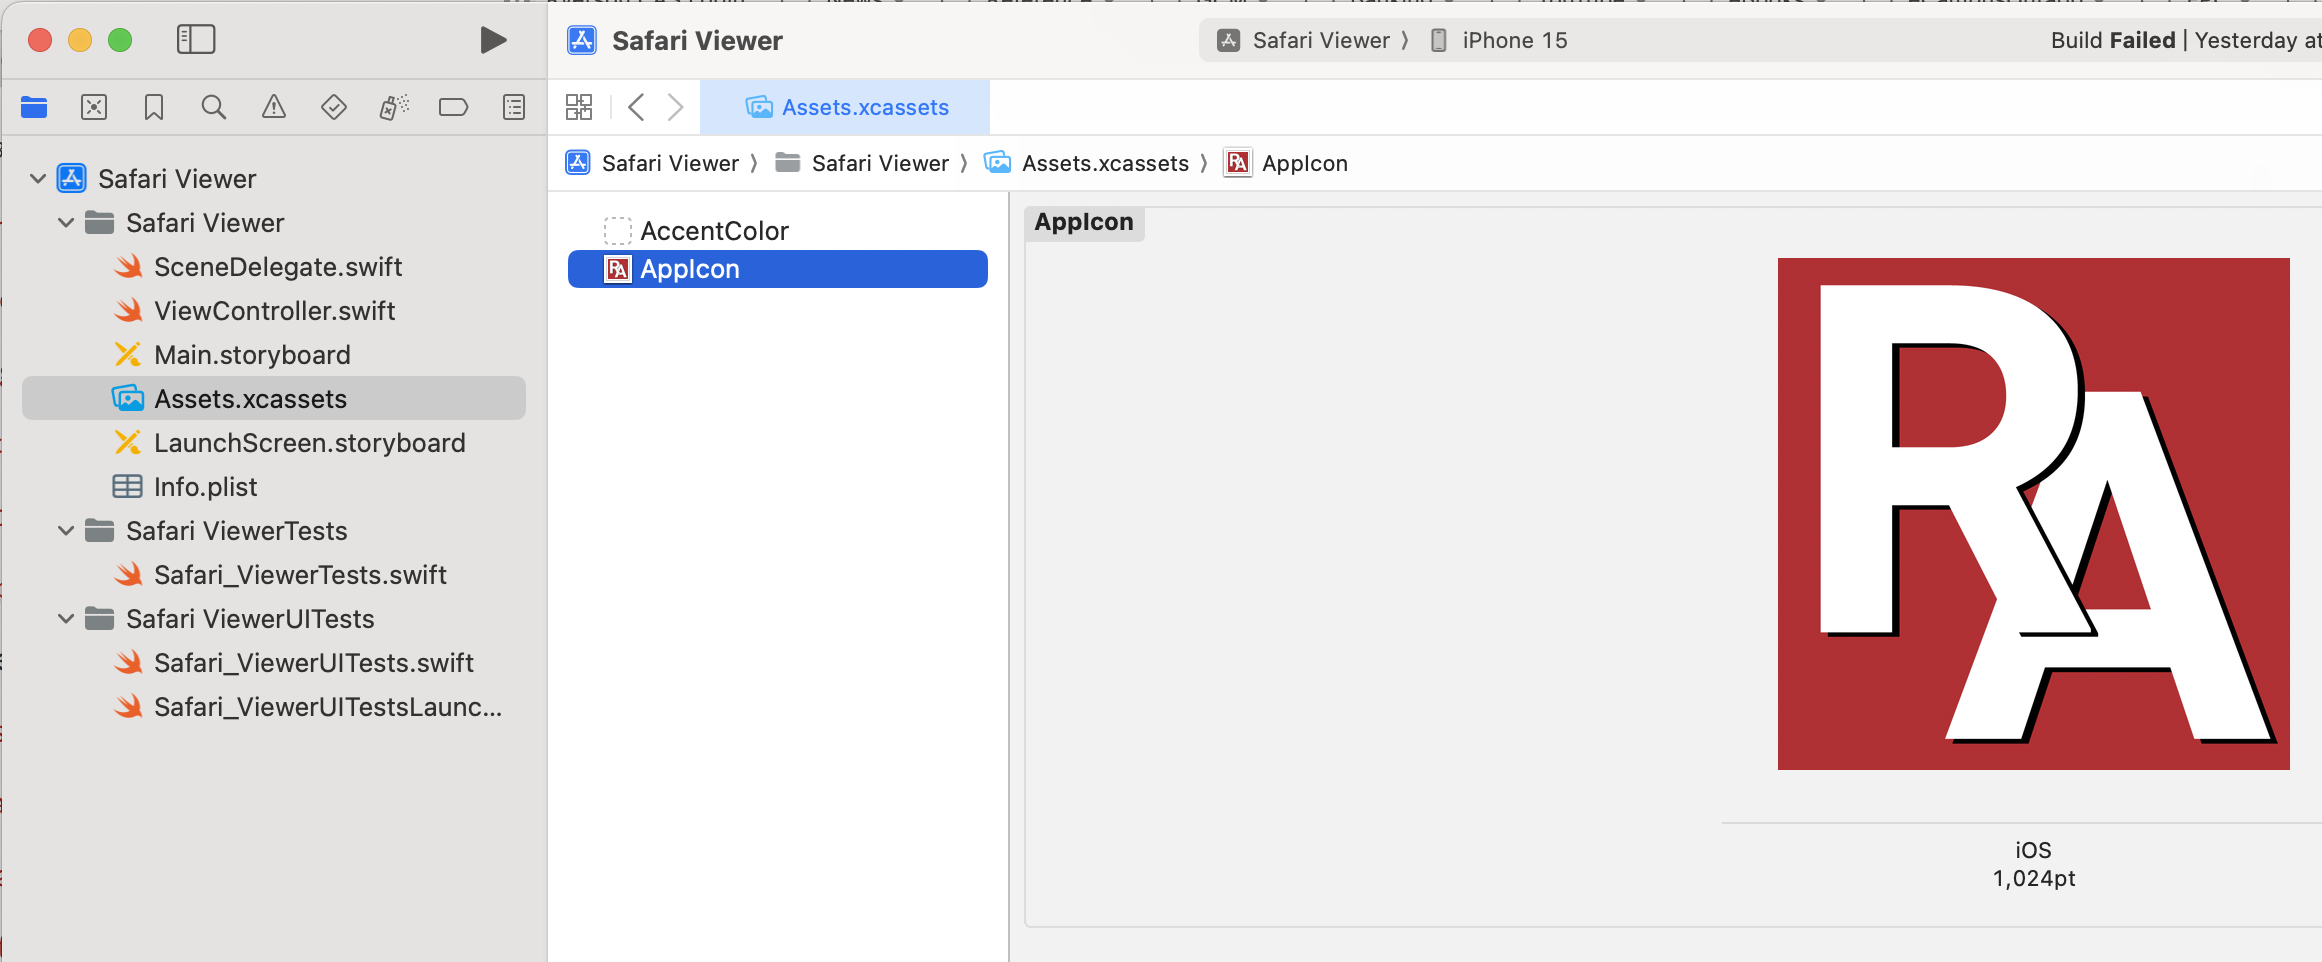 Safari Viewer
Safari Viewer
iPhone 15
Build Failed | Yesterday at
Assets.xcassets
Safari Viewer
Safari Viewer
Assets.xcassets
AppIcon
Safari Viewer
Safari Viewer
SceneDelegate.swift
ViewController.swift
Main.storyboard
Assets.xcassets
LaunchScreen.storyboard
Info.plist
Safari ViewerTests
Safari_ViewerTests.swift
Safari ViewerUITests
Safari_ViewerUITests.swift
Safari_ViewerUITestsLaunc...
AccentColor
RA AppIcon
AppIcon
RA
iOS
1,024pt